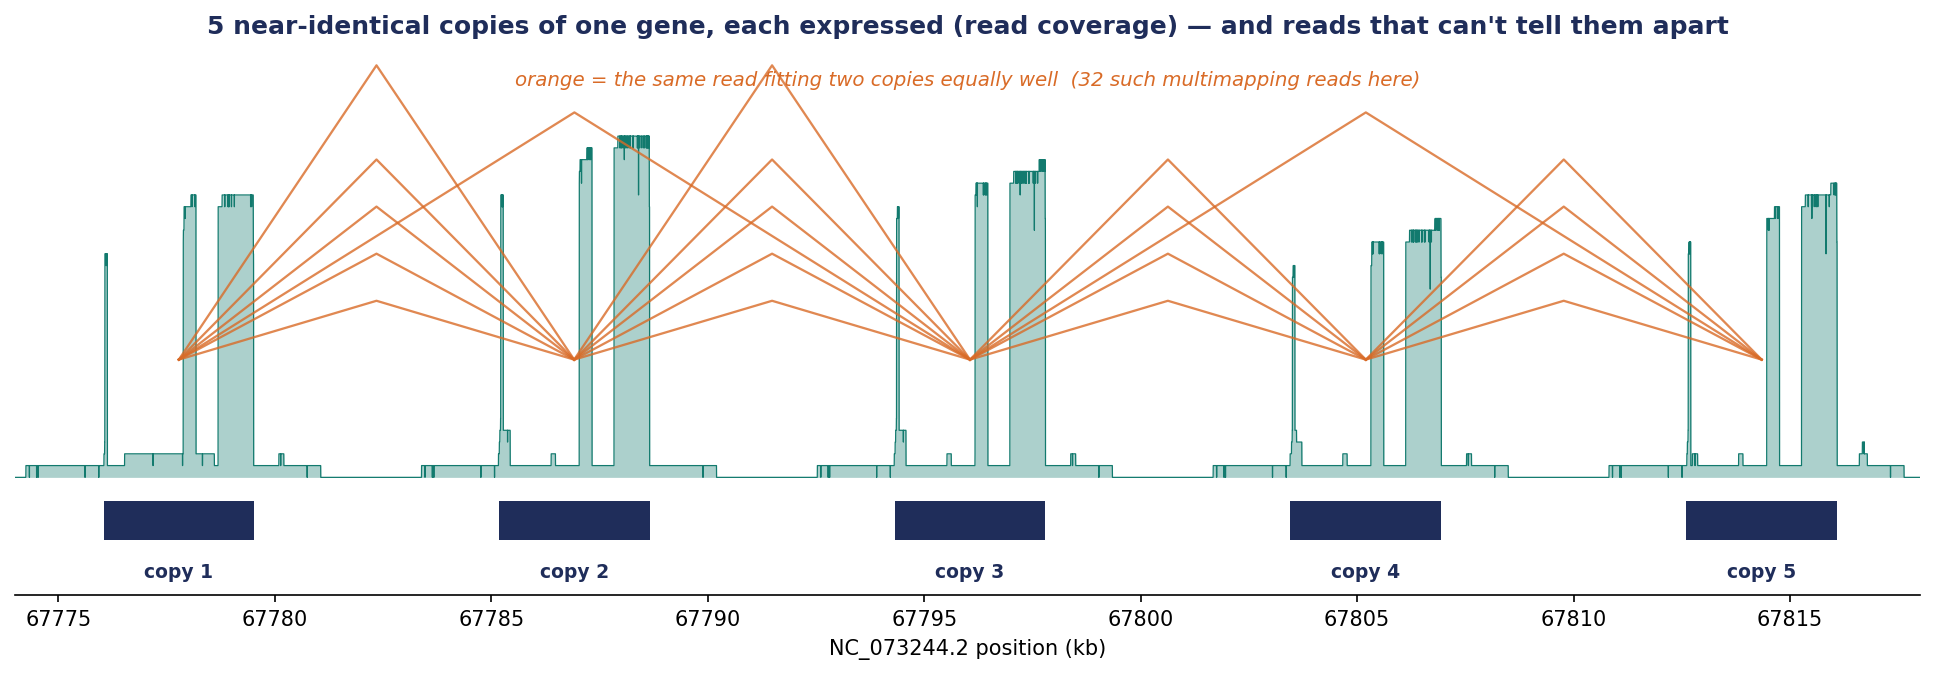 5 near-identical copies of one gene, each expressed (read coverage) — and reads that can't tell them apart
orange = the same read fitting two copies equally well  (32 such multimapping reads here)
copy 1 copy 2 copy 3 copy 4 copy 5
67775 67780 67785 67790 67795 67800 67805 67810 67815
NC_073244.2 position (kb)